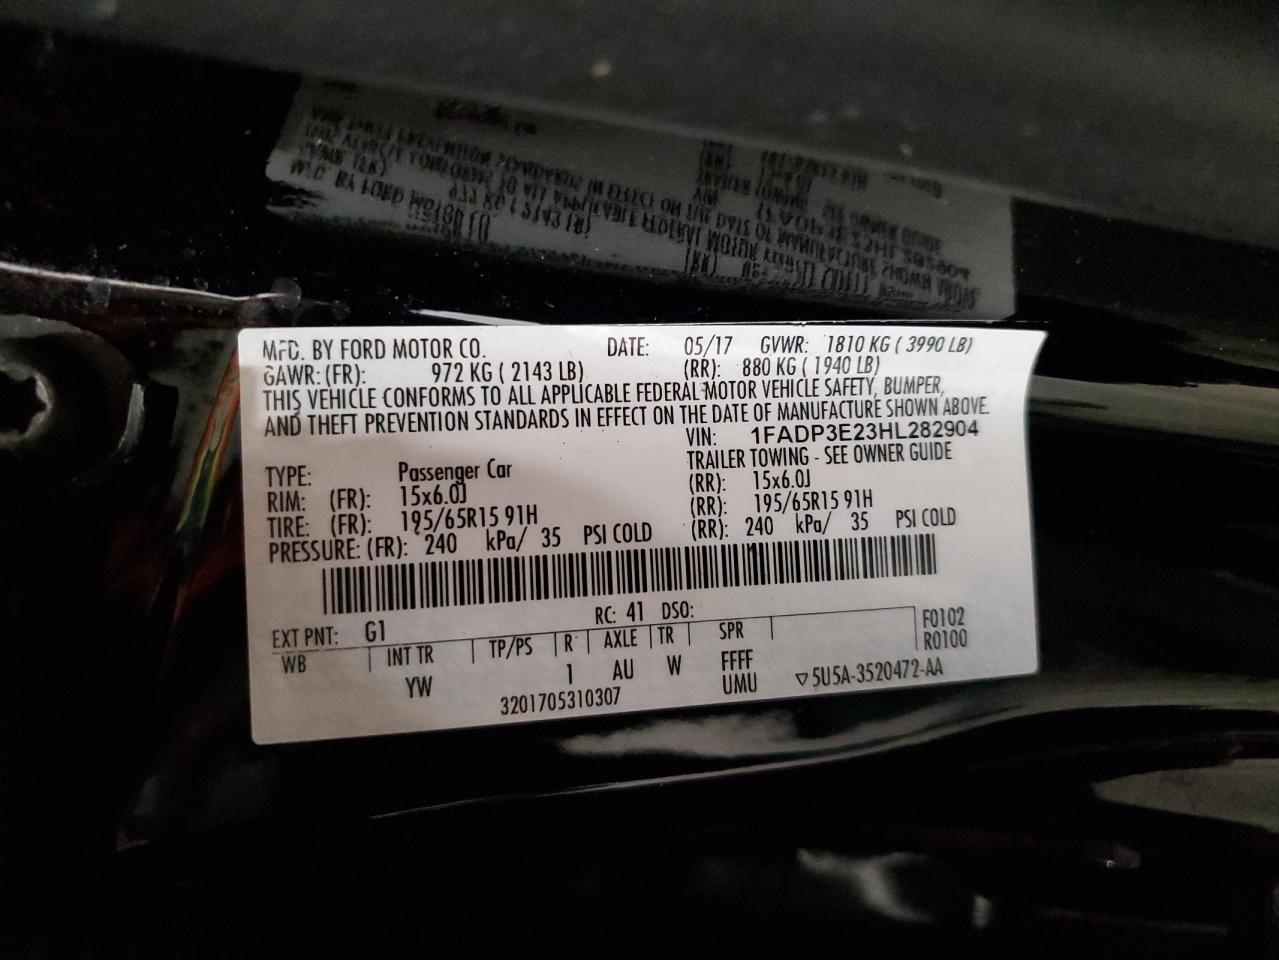 MFD. BY FORD MOTOR CO. DATE: 05/17 GVWR: 1810 KG ( 3990 LB)
GAWR: (FR): 972 KG ( 2143 LB) (RR): 880 KG ( 1940 LB)
THIS VEHICLE CONFORMS TO ALL APPLICABLE FEDERAL MOTOR VEHICLE SAFETY, BUMPER,
AND THEFT PREVENTION STANDARDS IN EFFECT ON THE DATE OF MANUFACTURE SHOWN ABOVE.
VIN: 1FADP3E23HL282904
TYPE: Passenger Car TRAILER TOWING - SEE OWNER GUIDE
RIM: (FR): 15x6.0J (RR): 15x6.0J
TIRE: (FR): 195/65R15 91H (RR): 195/65R15 91H
PRESSURE: (FR): 240 kPa/ 35 PSI COLD (RR): 240 kPa/ 35 PSI COLD
EXT PNT: G1 RC: 41 DSO: F0102
WB INT TR TP/PS R AXLE TR SPR R0100
YW 1 AU W FFFF
UMU ▽5U5A-3520472-AA
3201705310307